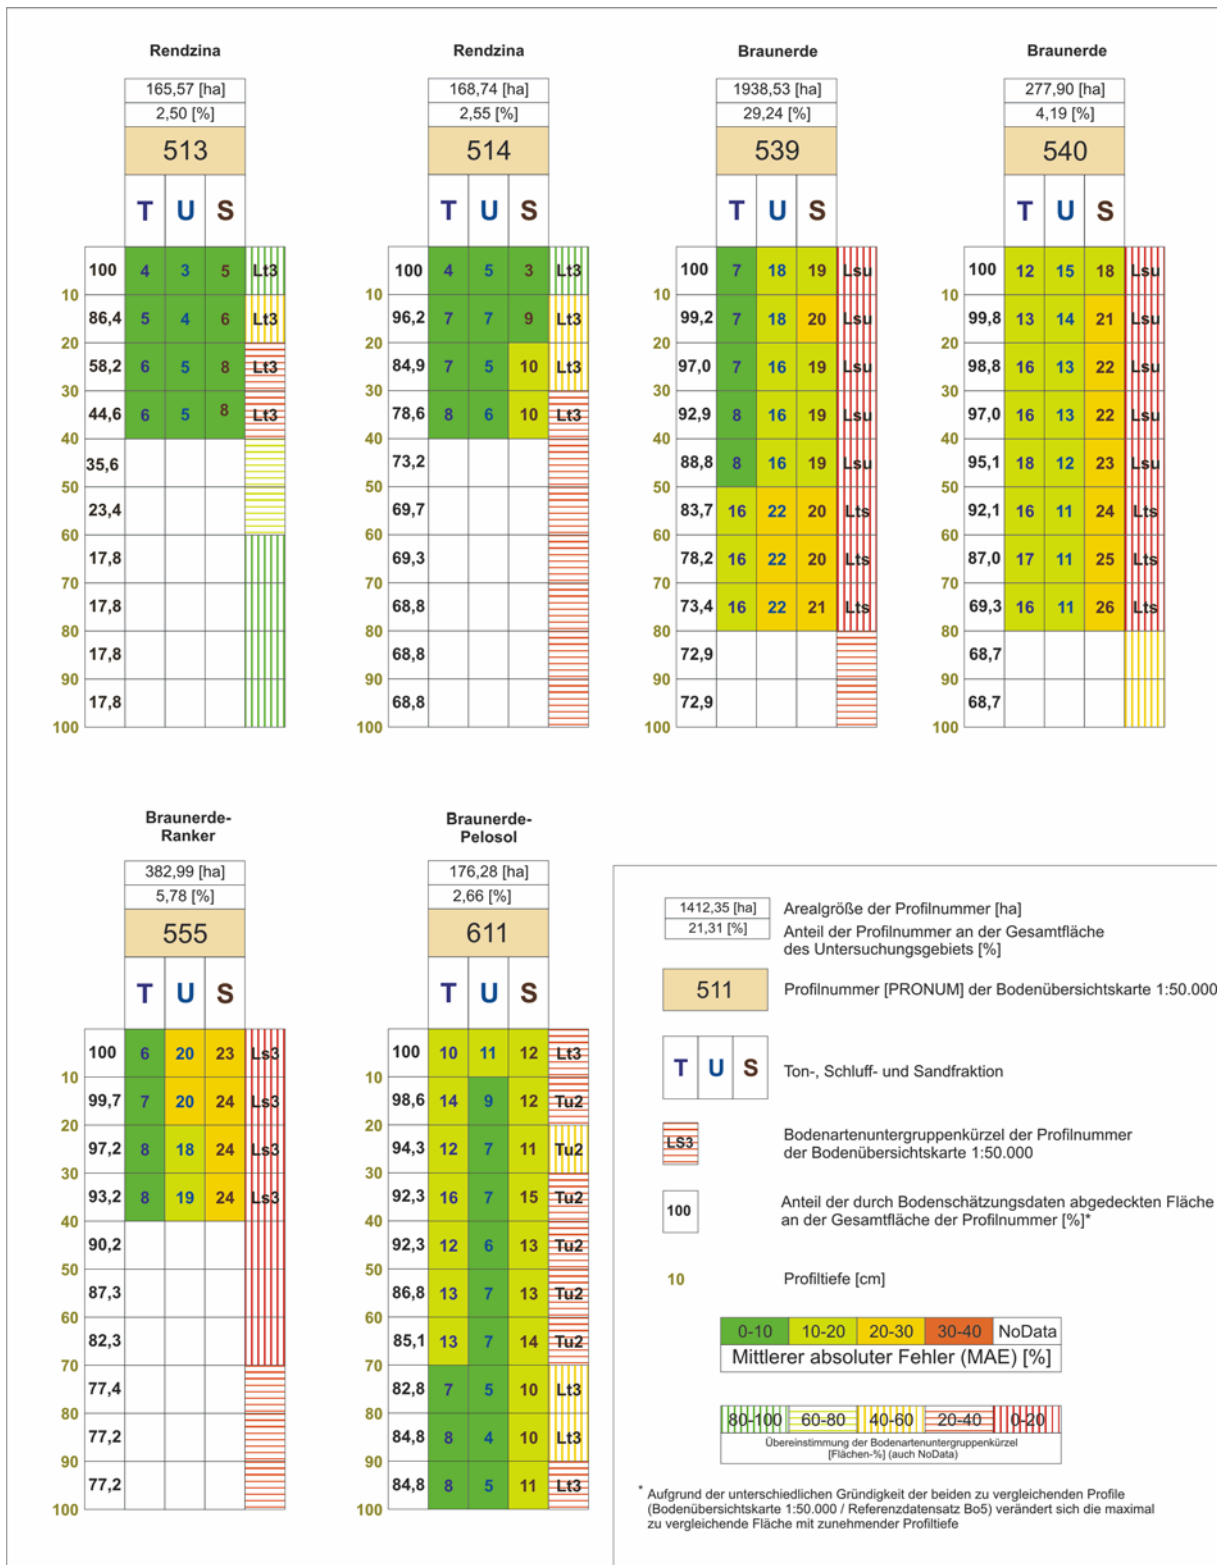 Rendzina
165,57 [ha]
2,50 [%]
513
T U S
100 4 3 5 Lt3
10
86,4 5 4 6 Lt3
20
58,2 6 5 8 Lt3
30
44,6 6 5 8 Lt3
40
35,6
50
23,4
60
17,8
70
17,8
80
17,8
90
17,8
100
Rendzina
168,74 [ha]
2,55 [%]
514
T U S
100 4 5 3 Lt3
10
96,2 7 7 9 Lt3
20
84,9 7 5 10 Lt3
30
78,6 8 6 10 Lt3
40
73,2
50
69,7
60
69,3
70
68,8
80
68,8
90
68,8
100
Braunerde
1938,53 [ha]
29,24 [%]
539
T U S
100 7 18 19 Lsu
10
99,2 7 18 20 Lsu
20
97,0 7 16 19 Lsu
30
92,9 8 16 19 Lsu
40
88,8 8 16 19 Lsu
50
83,7 16 22 20 Lts
60
78,2 16 22 20 Lts
70
73,4 16 22 21 Lts
80
72,9
90
72,9
100
Braunerde
277,90 [ha]
4,19 [%]
540
T U S
100 12 15 18 Lsu
10
99,8 13 14 21 Lsu
20
98,8 16 13 22 Lsu
30
97,0 16 13 22 Lsu
40
95,1 18 12 23 Lsu
50
92,1 16 11 24 Lts
60
87,0 17 11 25 Lts
70
69,3 16 11 26 Lts
80
68,7
90
68,7
100
Braunerde-
Ranker
382,99 [ha]
5,78 [%]
555
T U S
100 6 20 23 Ls3
10
99,7 7 20 24 Ls3
20
97,2 8 18 24 Ls3
30
93,2 8 19 24 Ls3
40
90,2
50
87,3
60
82,3
70
77,4
80
77,2
90
77,2
100
Braunerde-
Pelosol
176,28 [ha]
2,66 [%]
611
T U S
100 10 11 12 Lt3
10
98,6 14 9 12 Tu2
20
94,3 12 7 11 Tu2
30
92,3 16 7 15 Tu2
40
92,3 12 6 13 Tu2
50
86,8 13 7 13 Tu2
60
85,1 13 7 14 Tu2
70
82,8 7 5 10 Lt3
80
84,8 8 4 10 Lt3
90
84,8 8 5 11 Lt3
100
1412,35 [ha] Arealgröße der Profilnummer [ha]
21,31 [%] Anteil der Profilnummer an der Gesamtfläche
des Untersuchungsgebiets [%]
511 Profilnummer [PRONUM] der Bodenübersichtskarte 1:50.000
T U S Ton-, Schluff- und Sandfraktion
LS3 Bodenartenuntergruppenkürzel der Profilnummer
der Bodenübersichtskarte 1:50.000
100 Anteil der durch Bodenschätzungsdaten abgedeckten Fläche
an der Gesamtfläche der Profilnummer [%]*
10 Profiltiefe [cm]
0-10 10-20 20-30 30-40 NoData
Mittlerer absoluter Fehler (MAE) [%]
80-100 60-80 40-60 20-40 0-20
Übereinstimmung der Bodenartenuntergruppenkürzel
[Flächen-%] (auch NoData)
* Aufgrund der unterschiedlichen Gründigkeit der beiden zu vergleichen Profile
(Bodenübersichtskarte 1:50.000 / Referenzdatensatz Bo5) verändert sich die maximal
zu vergleichende Fläche mit zunehmender Profiltiefe